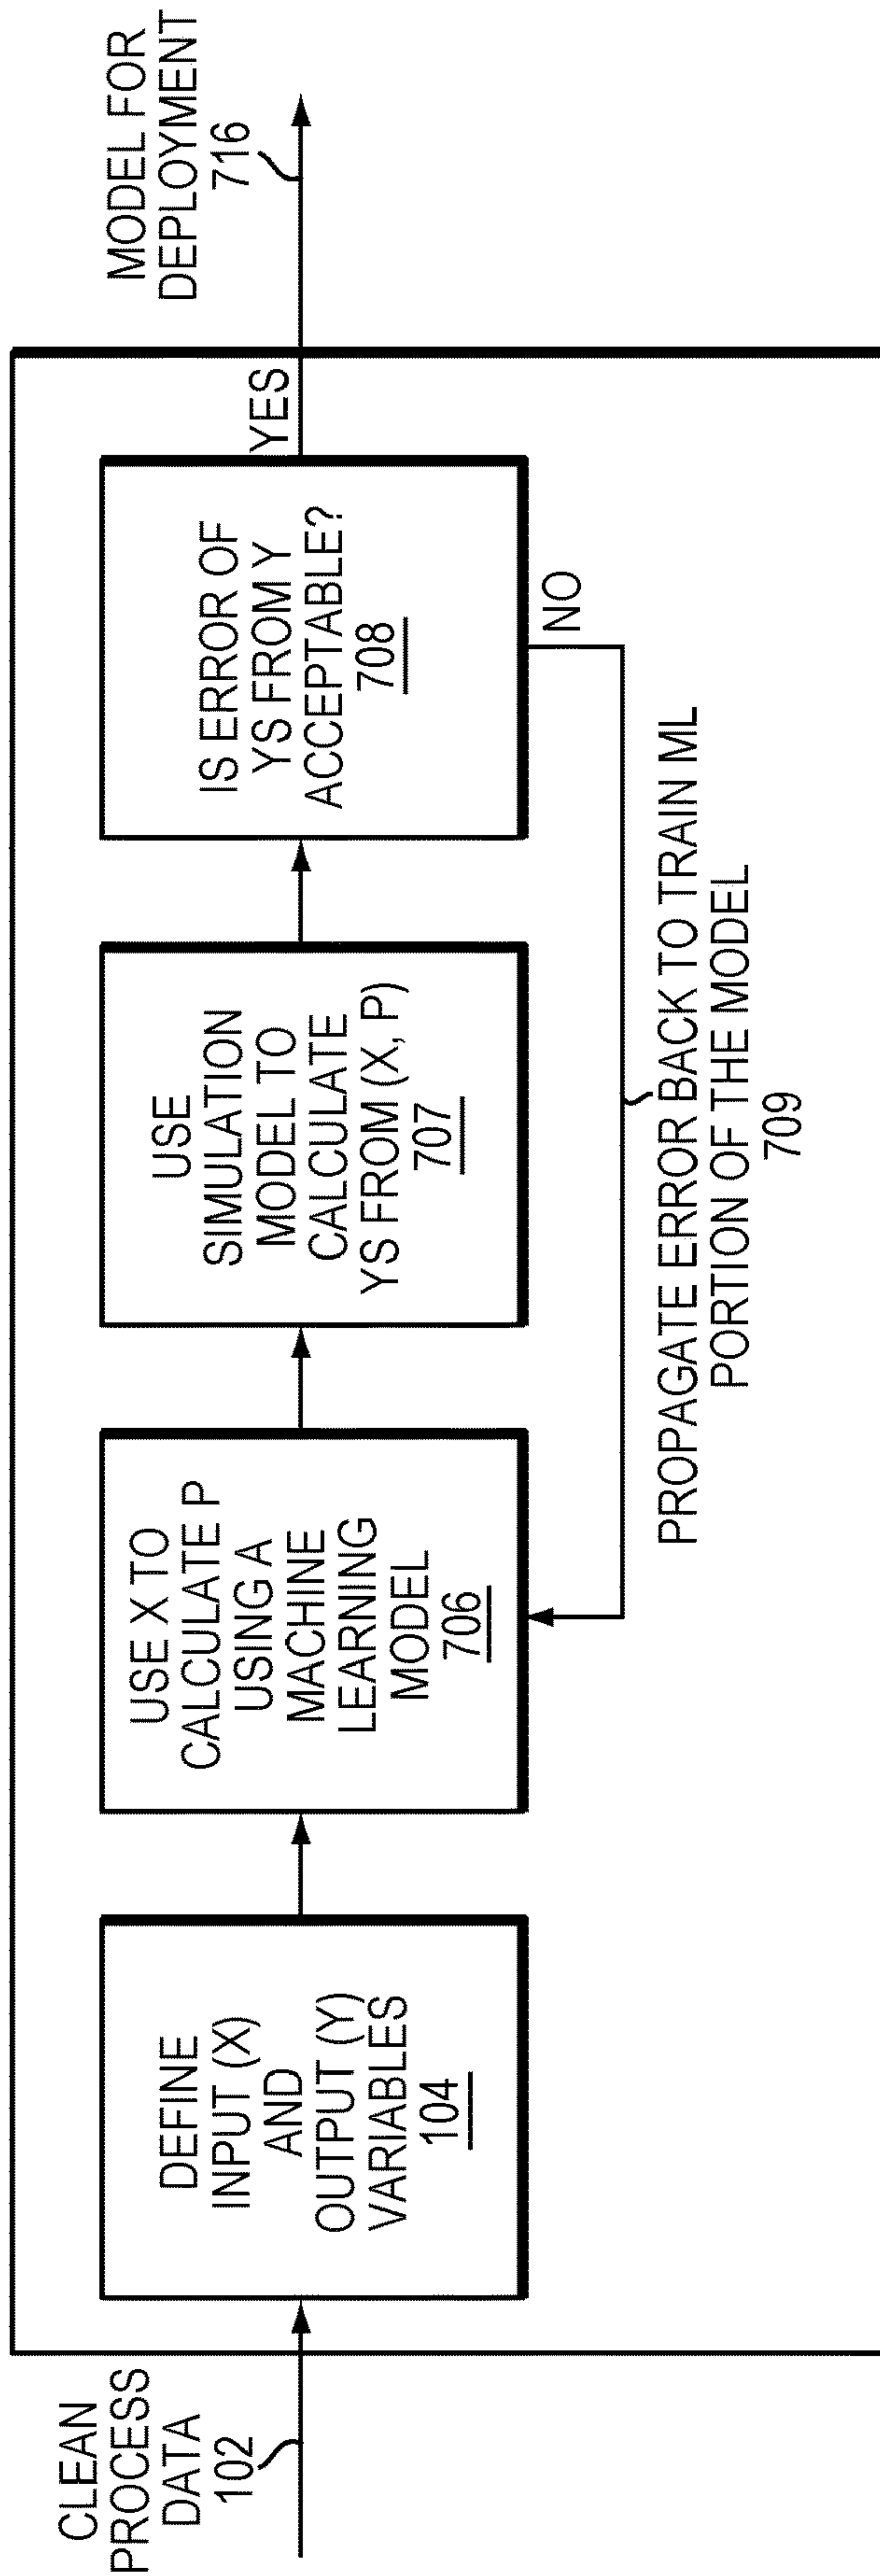 CLEAN
PROCESS
DATA
102
DEFINE
INPUT (X)
AND
OUTPUT (Y)
VARIABLES
104
USE X TO
CALCULATE P
USING A
MACHINE
LEARNING
MODEL
706
USE
SIMULATION
MODEL TO
CALCULATE
YS FROM (X, P)
707
IS ERROR OF
YS FROM Y
ACCEPTABLE?
708
YES
NO
PROPAGATE ERROR BACK TO TRAIN ML
PORTION OF THE MODEL
709
MODEL FOR
DEPLOYMENT
716